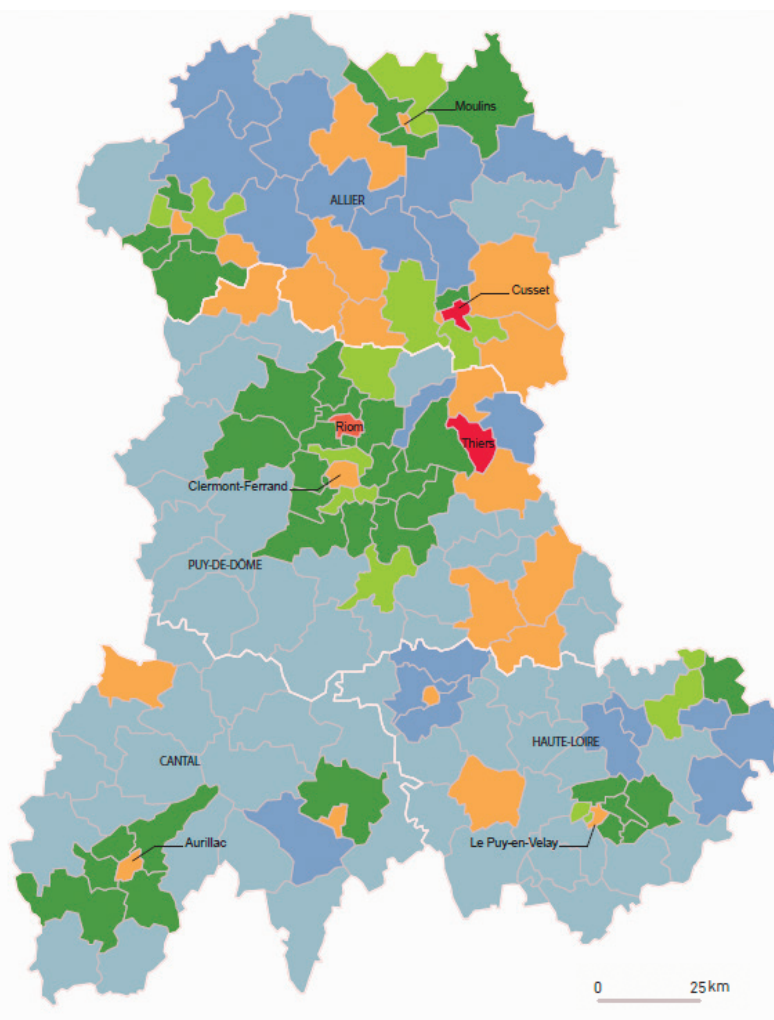 Moulins
ALLIER
Cusset
Riom
Thiers
Clermont-Ferrand
PUY-DE-DÔME
HAUTE-LOIRE
CANTAL
Aurillac
Le Puy-en-Velay
0 25 km